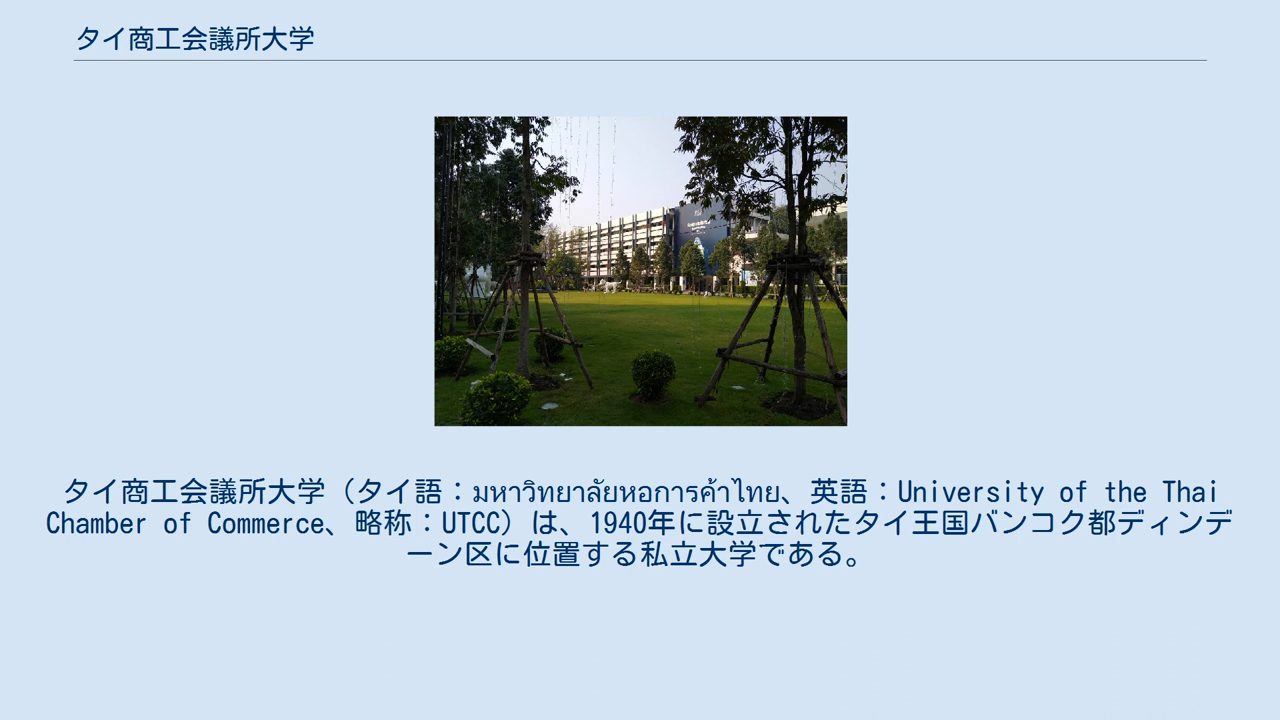 タイ商工会議所大学
タイ商工会議所大学（タイ語：มหาวิทยาลัยหอการค้าไทย、英語：University of the Thai
Chamber of Commerce、略称：UTCC）は、1940年に設立されたタイ王国バンコク都ディンデ
ーン区に位置する私立大学である。